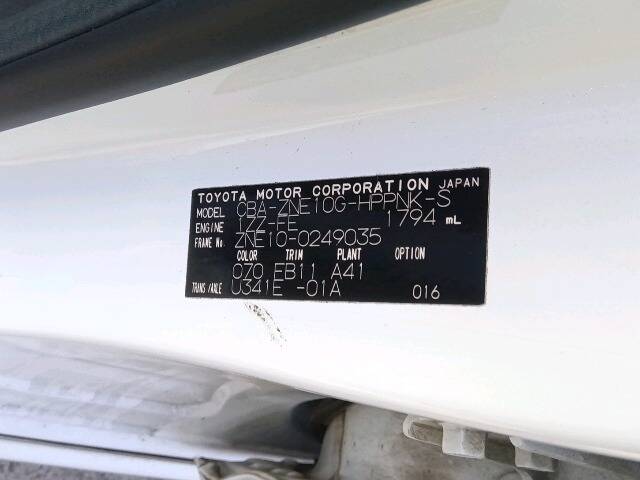 TOYOTA MOTOR CORPORATION JAPAN
MODEL CBA-ZNE10G-HPPNK-S
ENGINE 1ZZ-FE 1794 mL
FRAME No. ZNE10-0249035
COLOR TRIM PLANT OPTION
070 EB11 A41
TRANS/AXLE U341E -01A 016